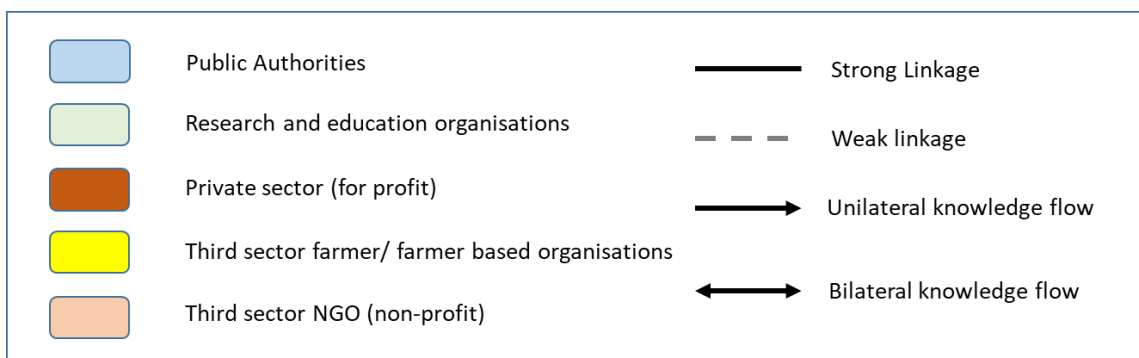 Public Authorities
Research and education organisations
Private sector (for profit)
Third sector farmer/ farmer based organisations
Third sector NGO (non-profit)
Strong Linkage
Weak linkage
Unilateral knowledge flow
Bilateral knowledge flow